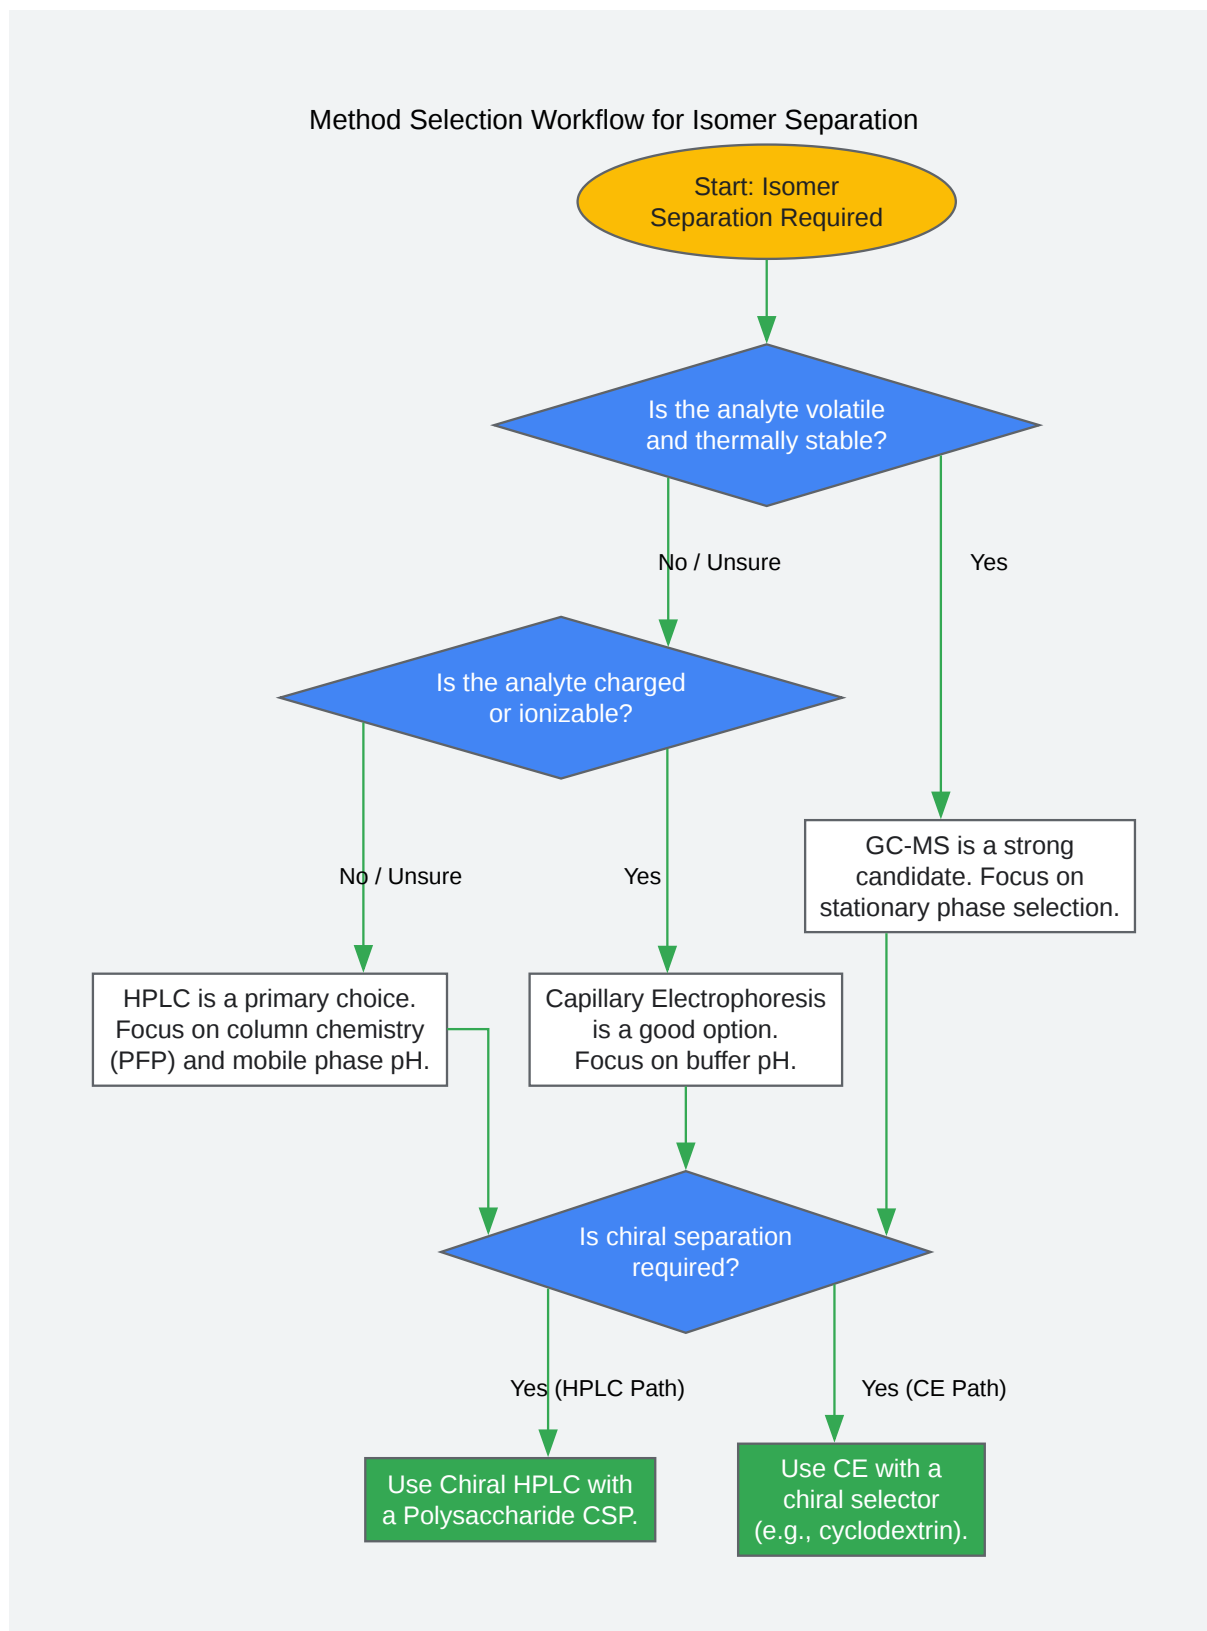 Method Selection Workflow for Isomer Separation
Start: Isomer
Separation Required
Is the analyte volatile
and thermally stable?
No / Unsure
Yes
Is the analyte charged
or ionizable?
No / Unsure
Yes
GC-MS is a strong
candidate. Focus on
stationary phase selection.
HPLC is a primary choice.
Focus on column chemistry
(PFP) and mobile phase pH.
Capillary Electrophoresis
is a good option.
Focus on buffer pH.
Is chiral separation
required?
Yes (HPLC Path)
Yes (CE Path)
Use Chiral HPLC with
a Polysaccharide CSP.
Use CE with a
chiral selector
(e.g., cyclodextrin).